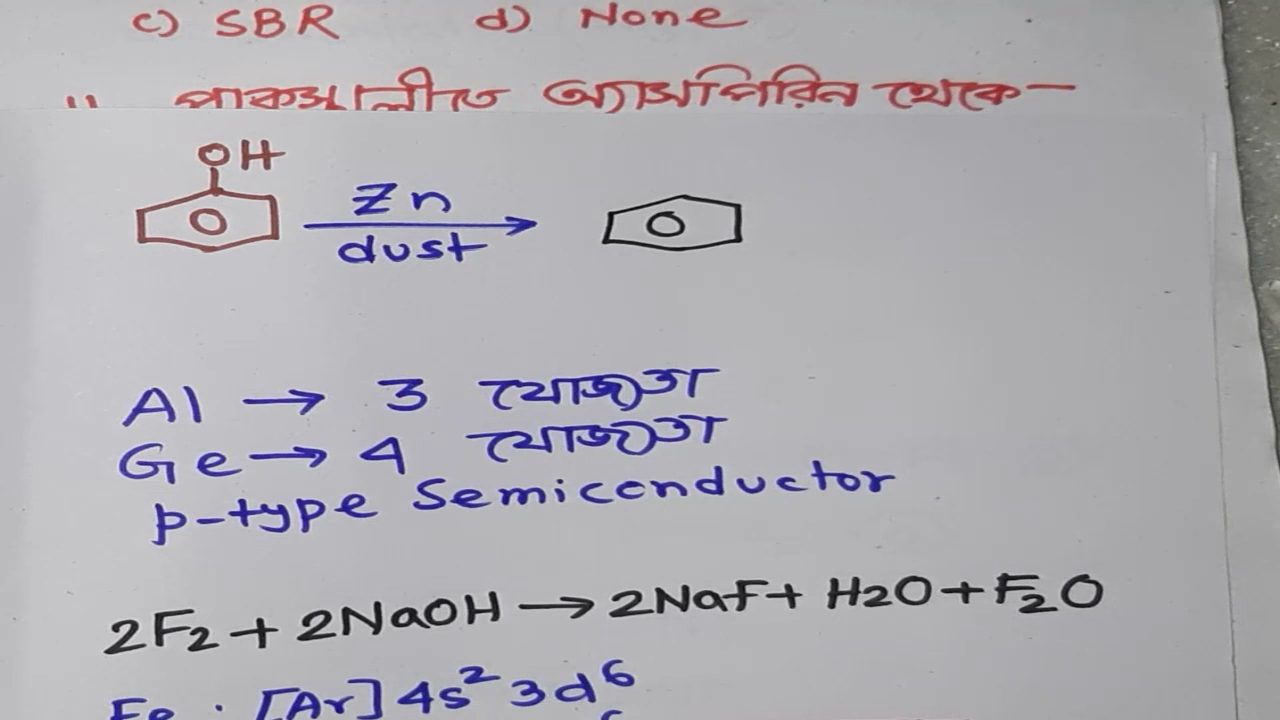 c) SBR d) None
" পাকস্থলীতে অ্যাসপিরিন থেকে—
OH
Zn
dust
Al → 3 যোজ্যতা
Ge → 4 যোজ্যতা
p-type Semiconductor
2F₂ + 2NaOH → 2NaF + H2O + F₂O
Fe : [Ar] 4s² 3d⁶